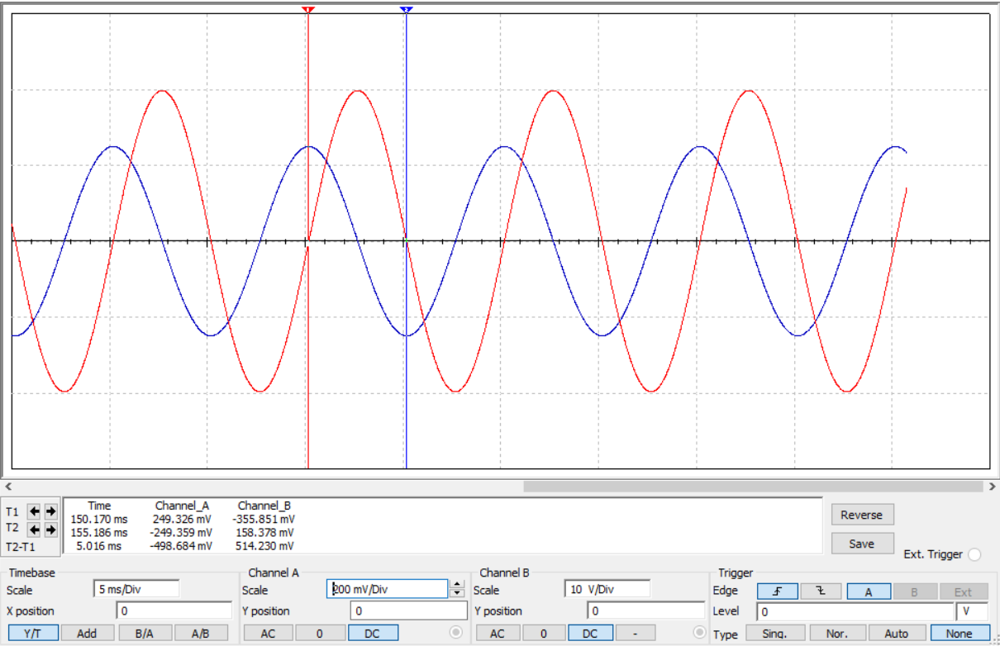 1 2
Time Channel_A Channel_B
T1 150.170 ms 249.326 mV -355.851 mV
T2 155.186 ms -249.359 mV 158.378 mV
T2-T1 5.016 ms -498.684 mV 514.230 mV
Reverse
Save
Ext. Trigger
Timebase Channel A Channel B Trigger
Scale 5 ms/Div Scale 200 mV/Div Scale 10 V/Div Edge A B Ext
X position 0 Y position 0 Y position 0 Level 0 V
Y/T Add B/A A/B AC 0 DC AC 0 DC - Type Sing. Nor. Auto None